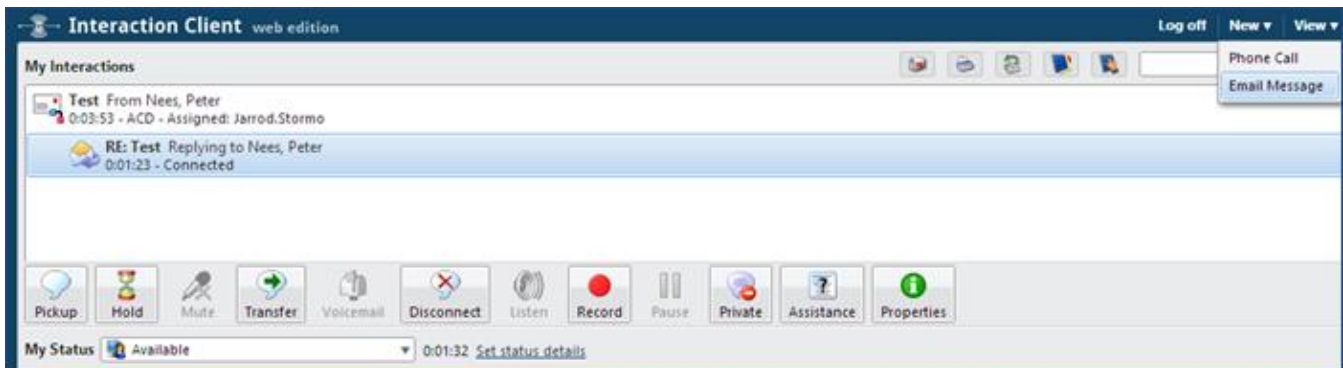 Interaction Client web edition
Log off New ▾ View ▾
My Interactions
Phone Call
Email Message
Test From Nees, Peter
0:03:53 - ACD - Assigned: Jarrod.Stormo
RE: Test Replying to Nees, Peter
0:01:23 - Connected
Pickup Hold Mute Transfer Voicemail Disconnect Listen Record Pause Private Assistance Properties
My Status Available 0:01:32 Set status details